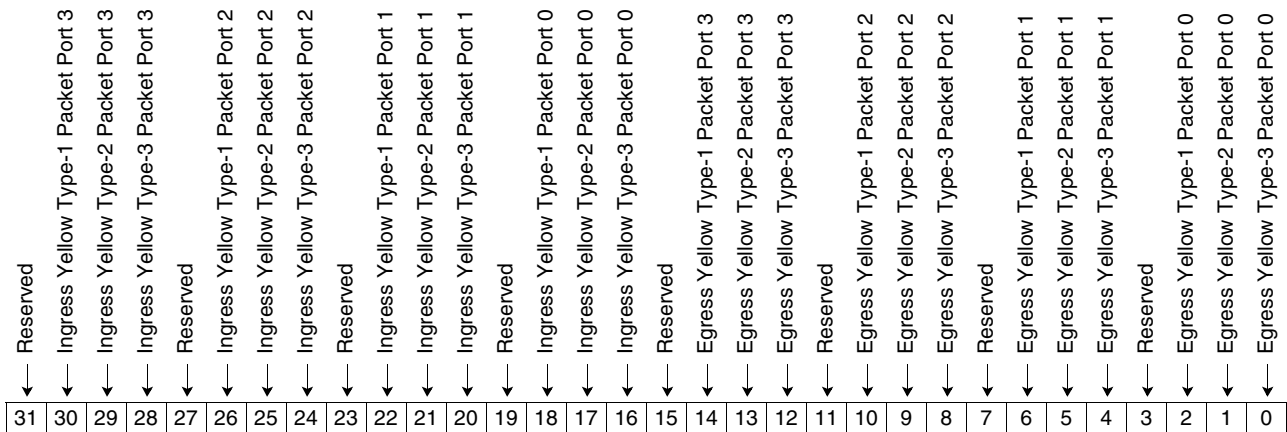 Reserved
Ingress Yellow Type-1 Packet Port 3
Ingress Yellow Type-2 Packet Port 3
Ingress Yellow Type-3 Packet Port 3
Reserved
Ingress Yellow Type-1 Packet Port 2
Ingress Yellow Type-2 Packet Port 2
Ingress Yellow Type-3 Packet Port 2
Reserved
Ingress Yellow Type-1 Packet Port 1
Ingress Yellow Type-2 Packet Port 1
Ingress Yellow Type-3 Packet Port 1
Reserved
Ingress Yellow Type-1 Packet Port 0
Ingress Yellow Type-2 Packet Port 0
Ingress Yellow Type-3 Packet Port 0
Reserved
Egress Yellow Type-1 Packet Port 3
Egress Yellow Type-2 Packet Port 3
Egress Yellow Type-3 Packet Port 3
Reserved
Egress Yellow Type-1 Packet Port 2
Egress Yellow Type-2 Packet Port 2
Egress Yellow Type-3 Packet Port 2
Reserved
Egress Yellow Type-1 Packet Port 1
Egress Yellow Type-2 Packet Port 1
Egress Yellow Type-3 Packet Port 1
Reserved
Egress Yellow Type-1 Packet Port 0
Egress Yellow Type-2 Packet Port 0
Egress Yellow Type-3 Packet Port 0
31 30 29 28 27 26 25 24 23 22 21 20 19 18 17 16 15 14 13 12 11 10 9 8 7 6 5 4 3 2 1 0